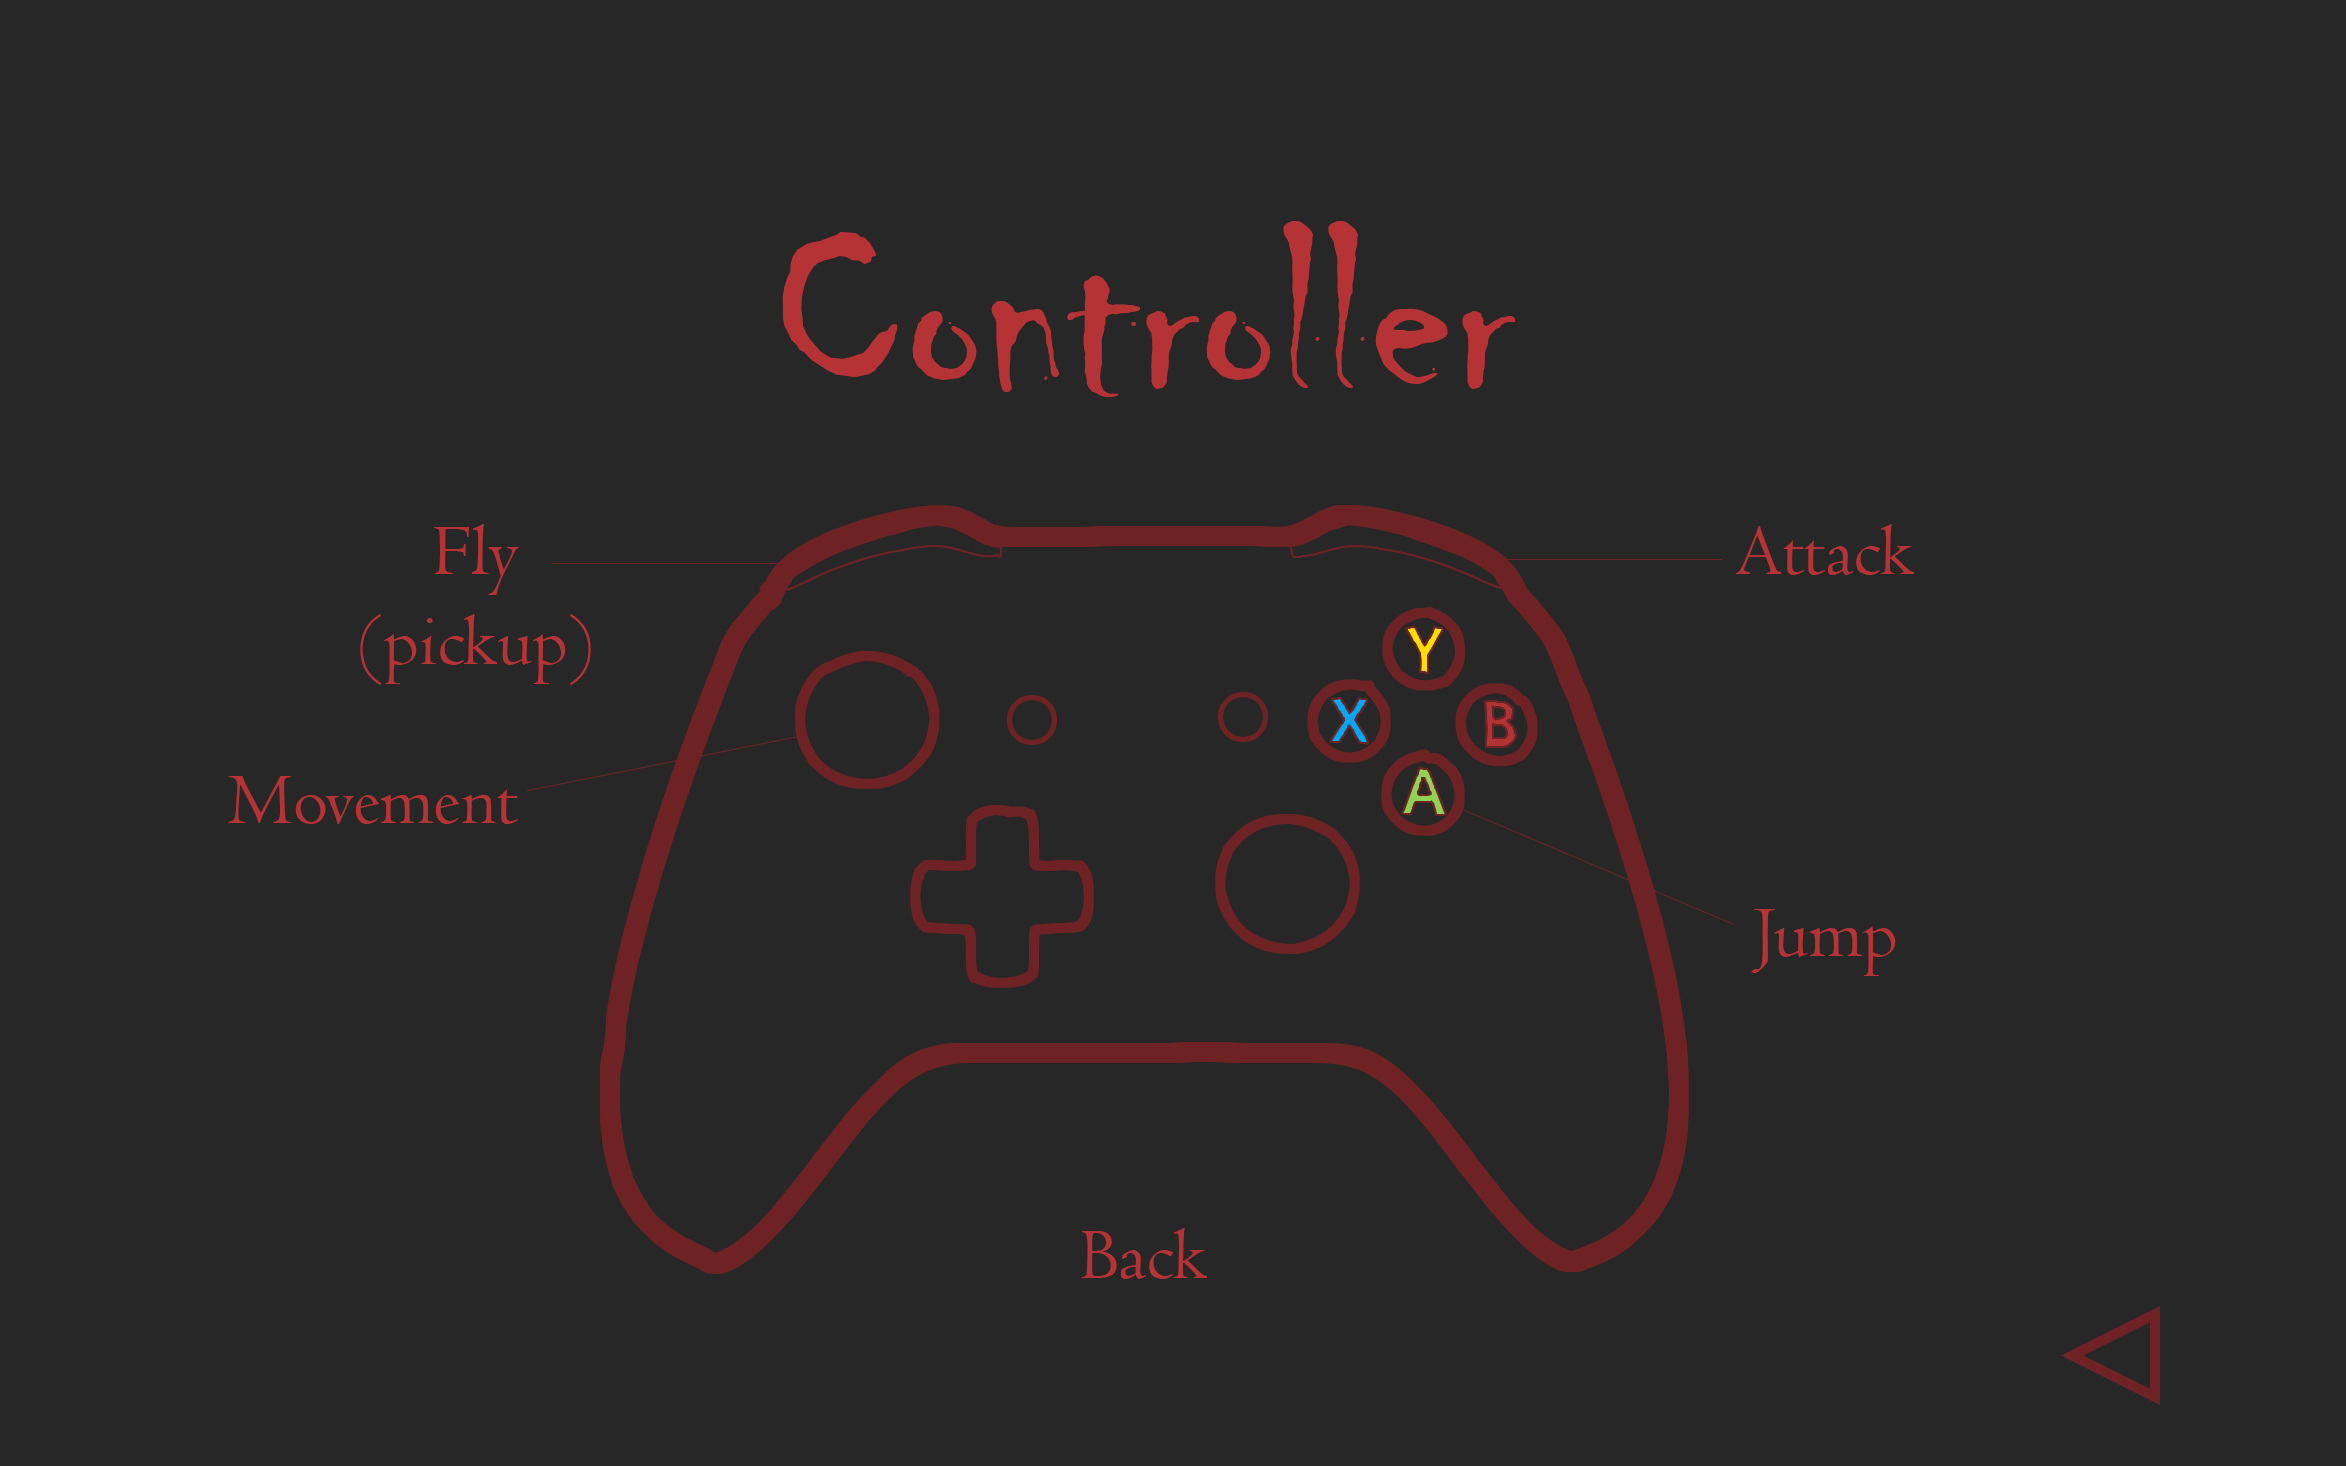 Controller
Fly
(pickup)
Attack
Y
X
B
A
Movement
Jump
Back